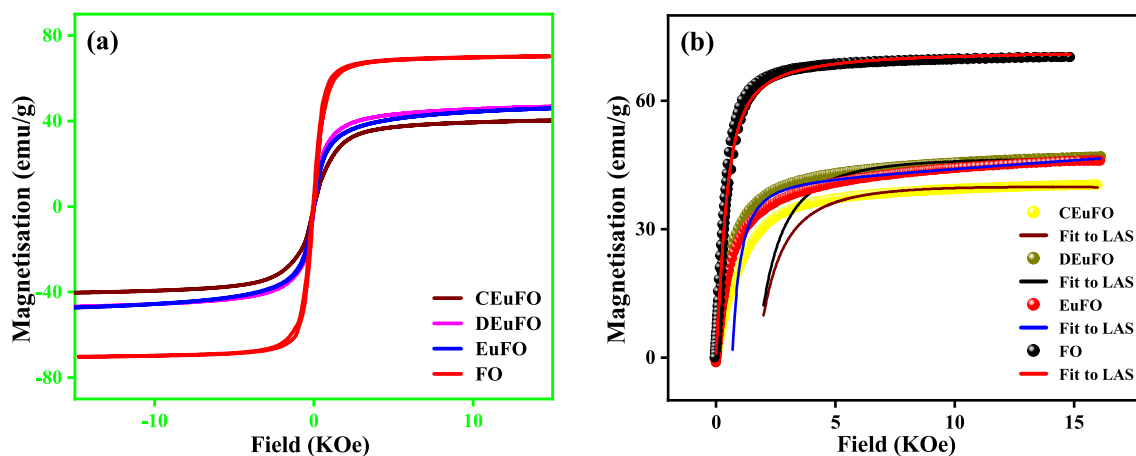 (a)
Magnetisation (emu/g)
80
40
0
-40
-80
-10
0
10
Field (KOe)
CEuFO
DEuFO
EuFO
FO
(b)
Magnetisation (emu/g)
60
30
0
0
5
10
15
Field (KOe)
CEuFO
Fit to LAS
DEuFO
Fit to LAS
EuFO
Fit to LAS
FO
Fit to LAS